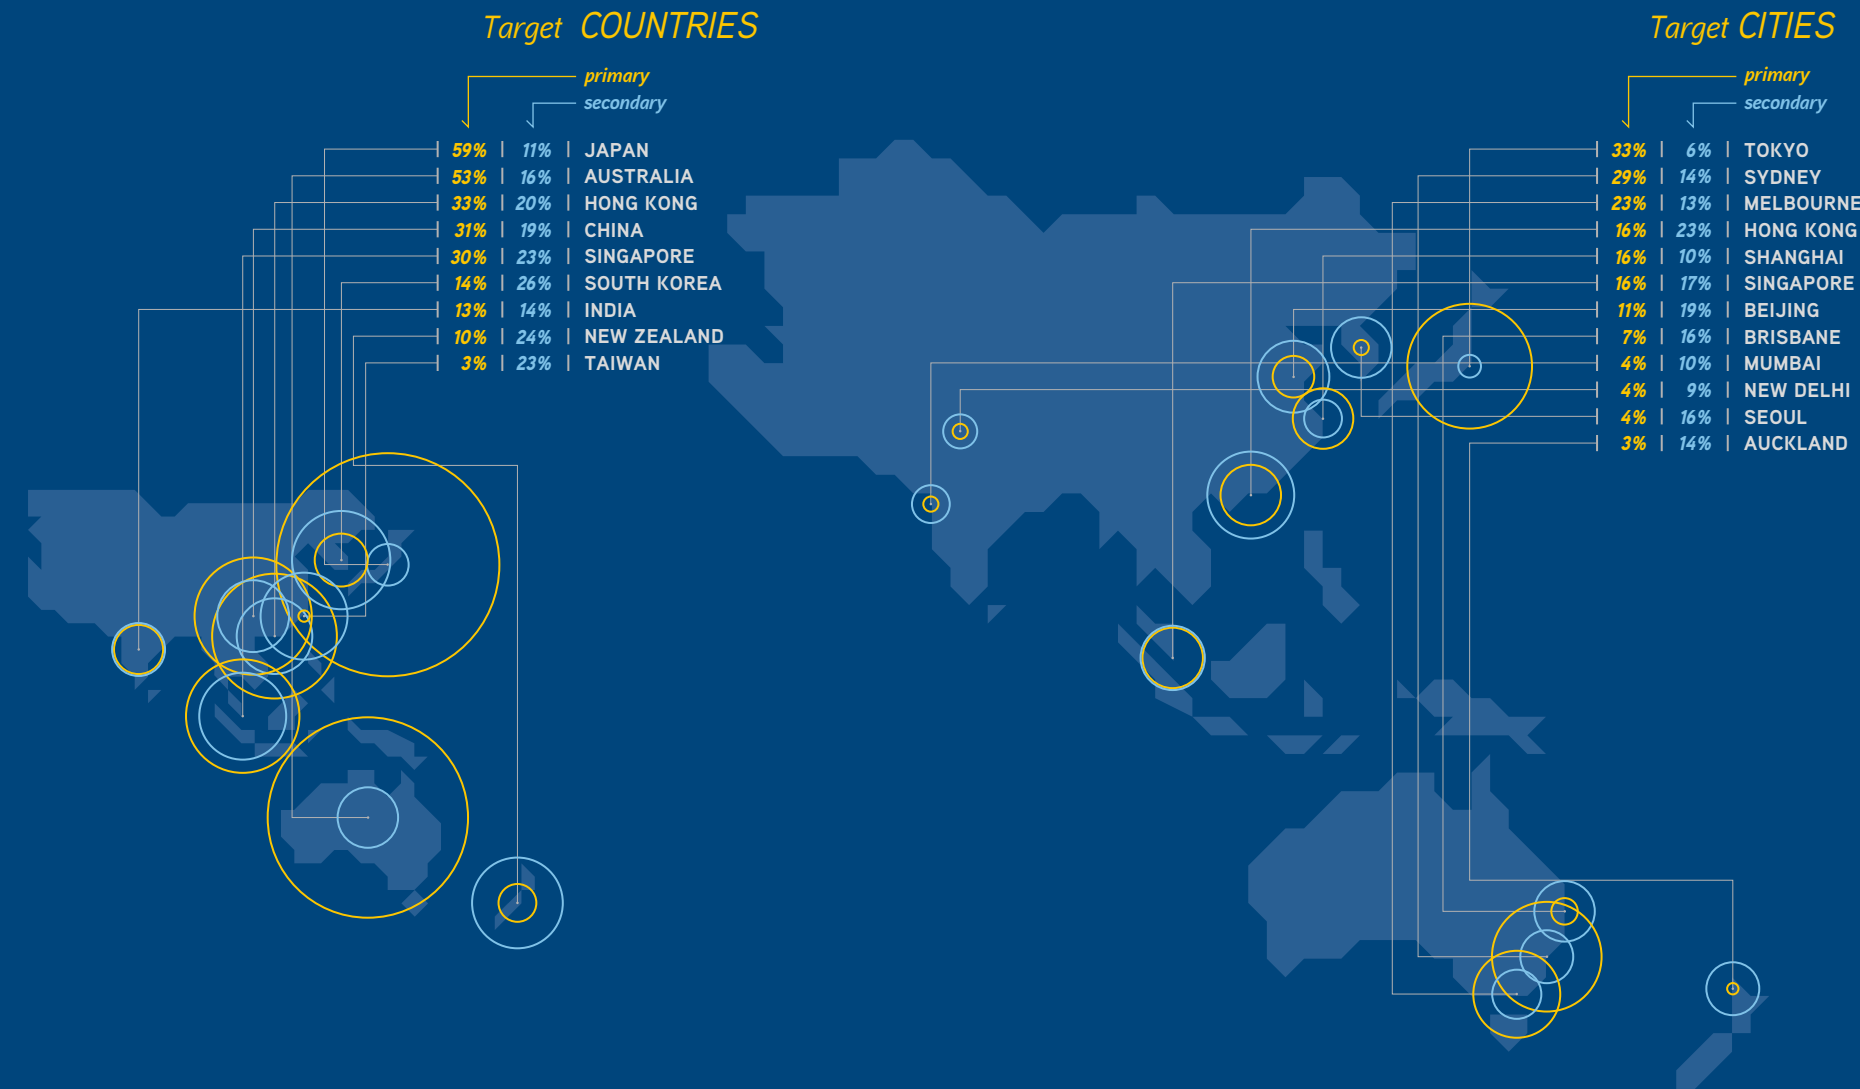 Target COUNTRIES
primary
secondary
59% | 11% | JAPAN
53% | 16% | AUSTRALIA
33% | 20% | HONG KONG
31% | 19% | CHINA
30% | 23% | SINGAPORE
14% | 26% | SOUTH KOREA
13% | 14% | INDIA
10% | 24% | NEW ZEALAND
3% | 23% | TAIWAN
Target CITIES
primary
secondary
33% | 6% | TOKYO
29% | 14% | SYDNEY
23% | 13% | MELBOURNE
16% | 23% | HONG KONG
16% | 10% | SHANGHAI
16% | 17% | SINGAPORE
11% | 19% | BEIJING
7% | 16% | BRISBANE
4% | 10% | MUMBAI
4% | 9% | NEW DELHI
4% | 16% | SEOUL
3% | 14% | AUCKLAND